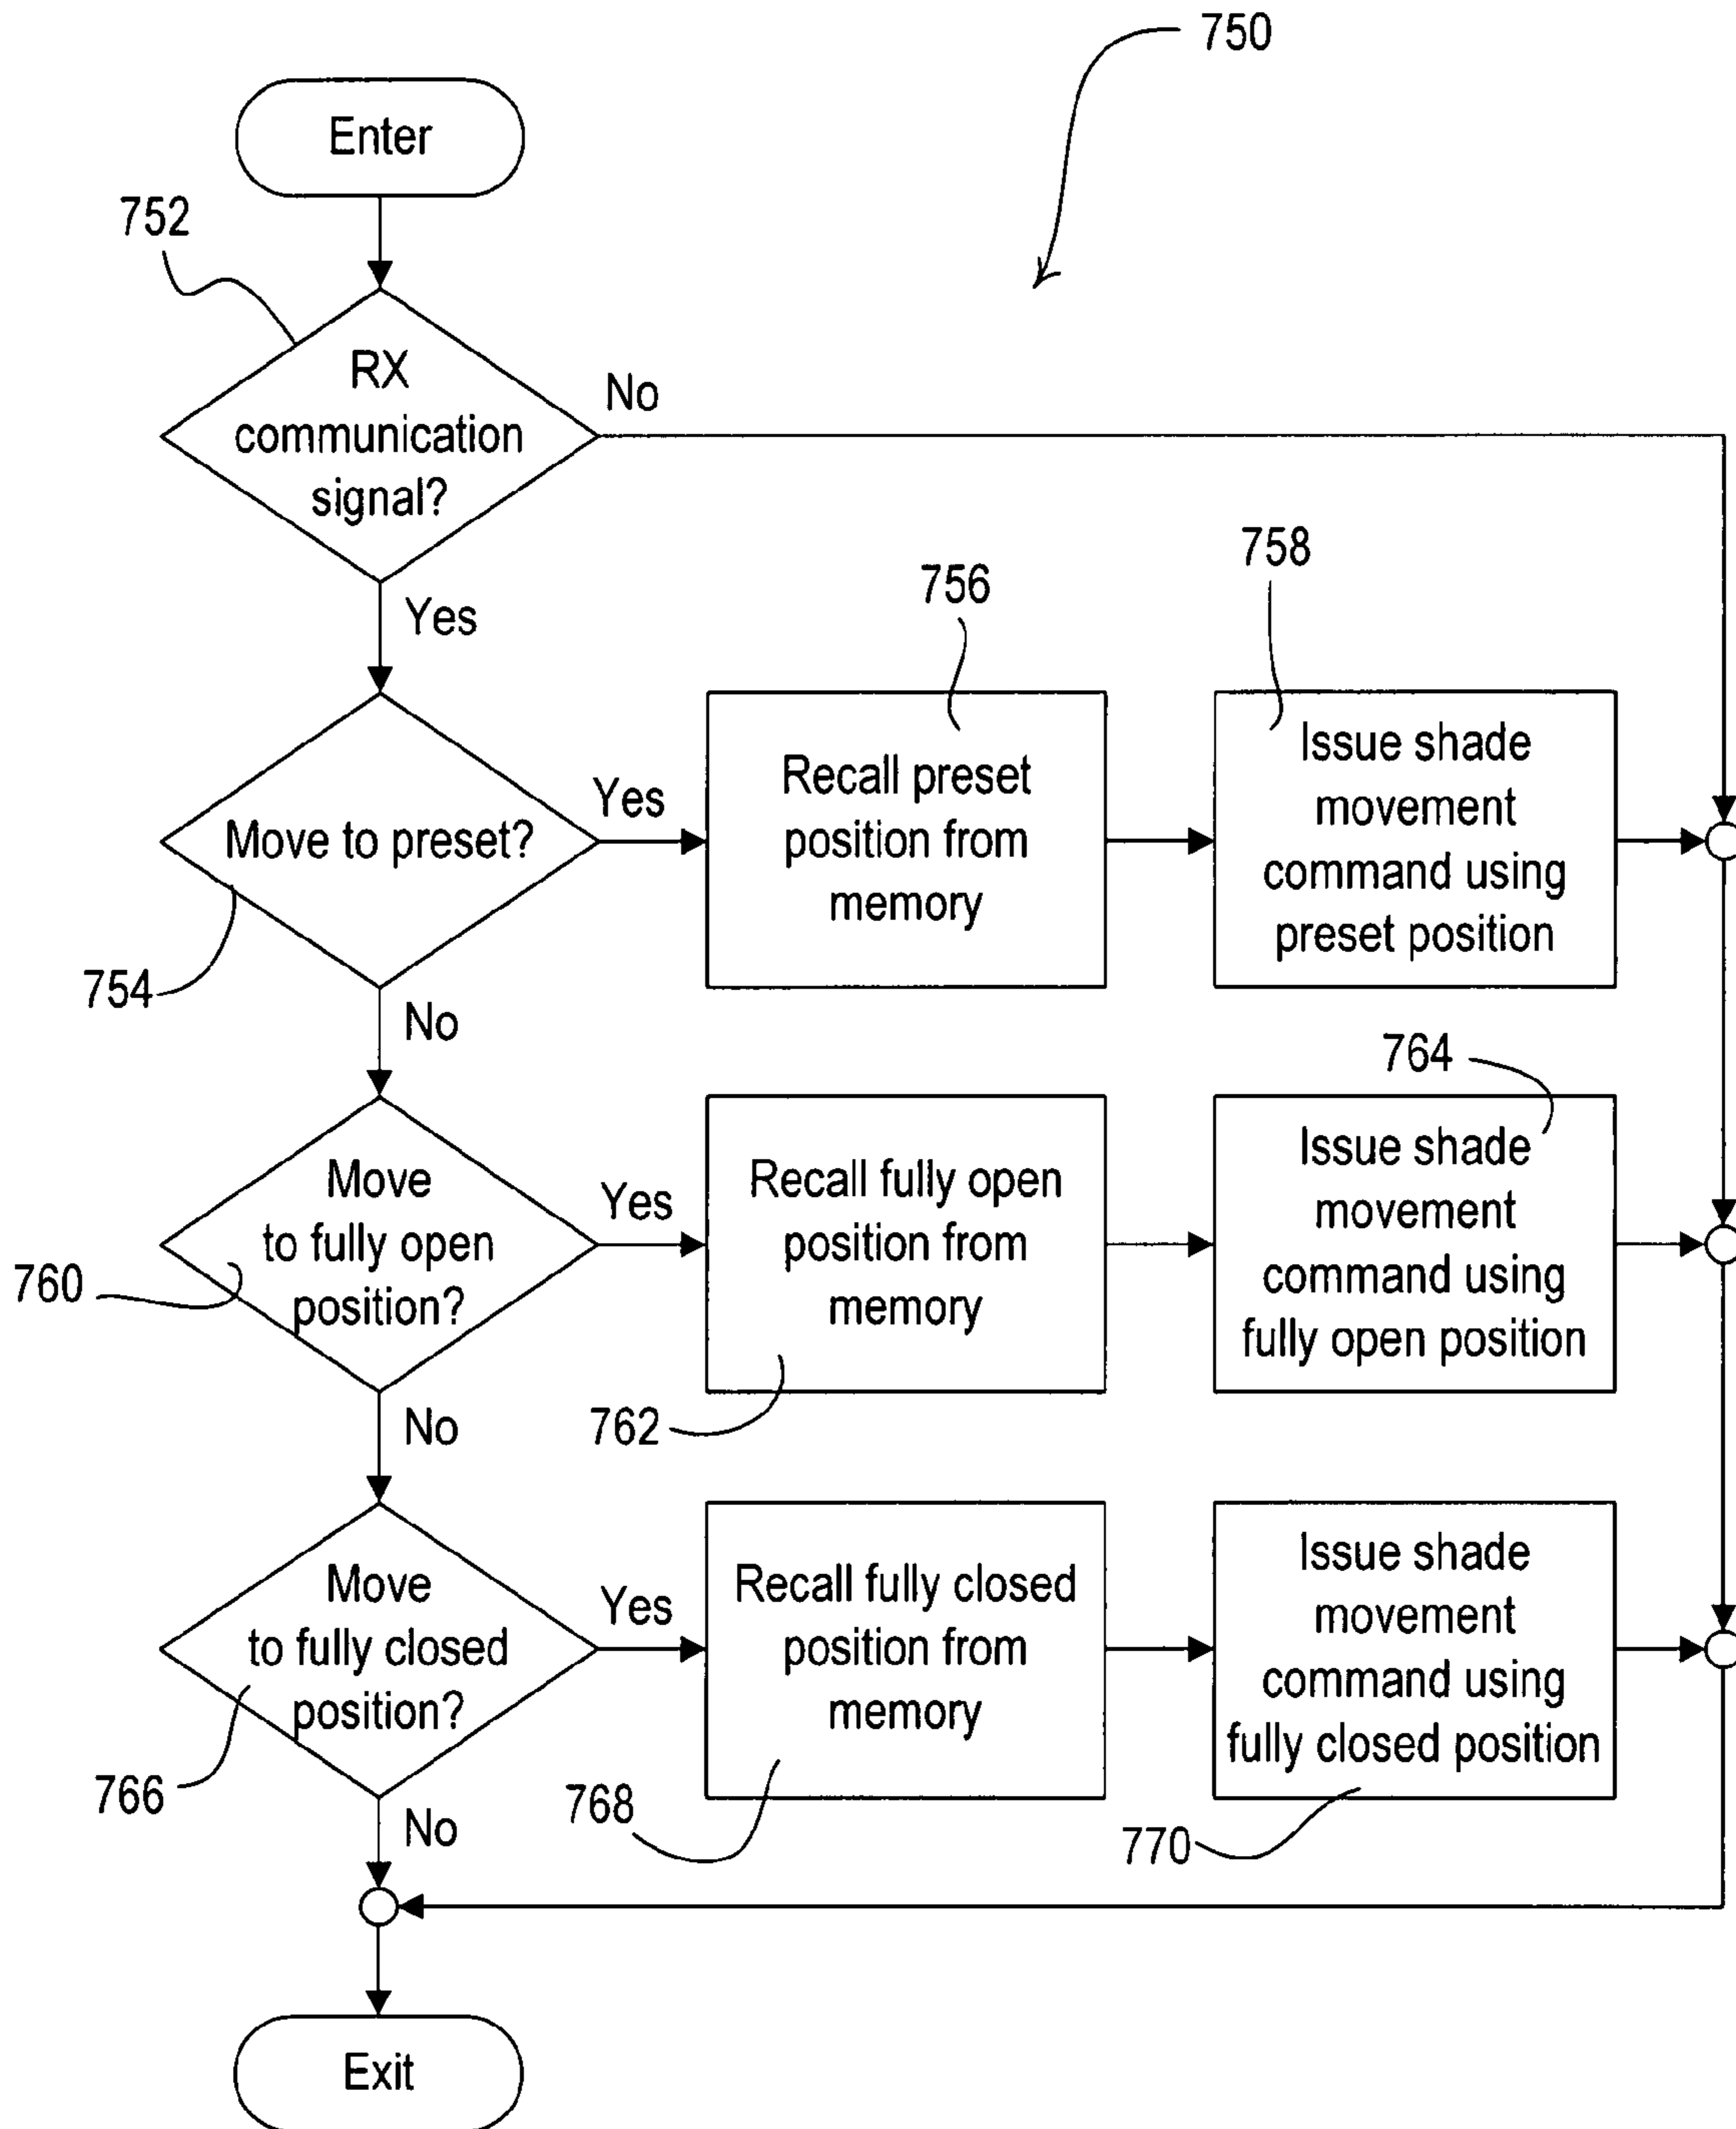 750
Enter
752
RX
communication
signal?
No
Yes
756
758
Move to preset?
754
Yes
Recall preset
position from
memory
Issue shade
movement
command using
preset position
No
764
Move
to fully open
position?
760
Yes
Recall fully open
position from
memory
762
Issue shade
movement
command using
fully open position
No
Move
to fully closed
position?
766
Yes
Recall fully closed
position from
memory
768
Issue shade
movement
command using
fully closed position
770
No
Exit